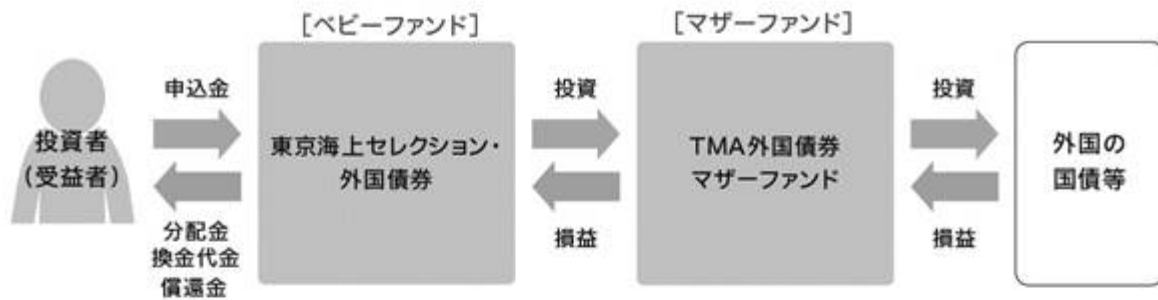 [ベビーファンド]
[マザーファンド]
投資者
(受益者)
申込金
分配金
換金代金
償還金
東京海上セレクション・
外国債券
投資
損益
TMA外国債券
マザーファンド
投資
損益
外国の
国債等